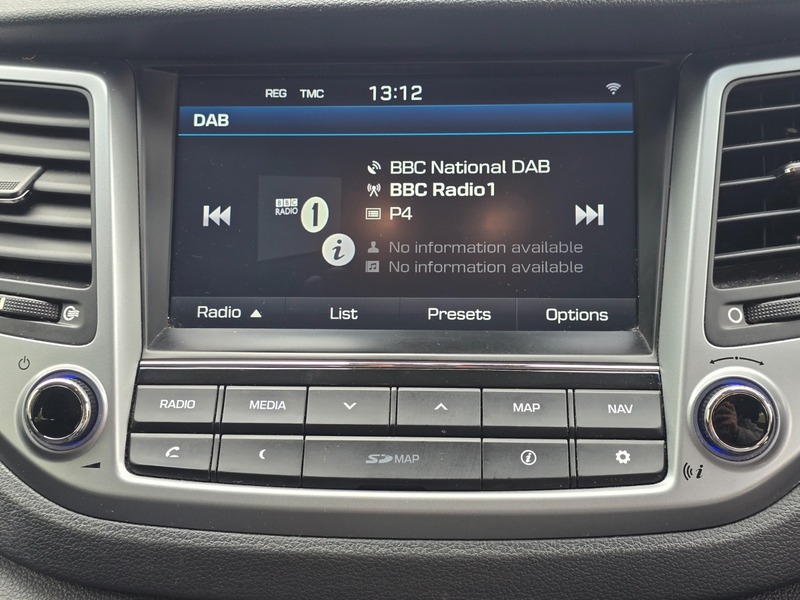 REG TMC 13:12
DAB
BBC National DAB
BBC Radio1
P4
BBC
RADIO 1
i
No information available
No information available
Radio ▲ List Presets Options
RADIO MEDIA MAP NAV
SD MAP i
i